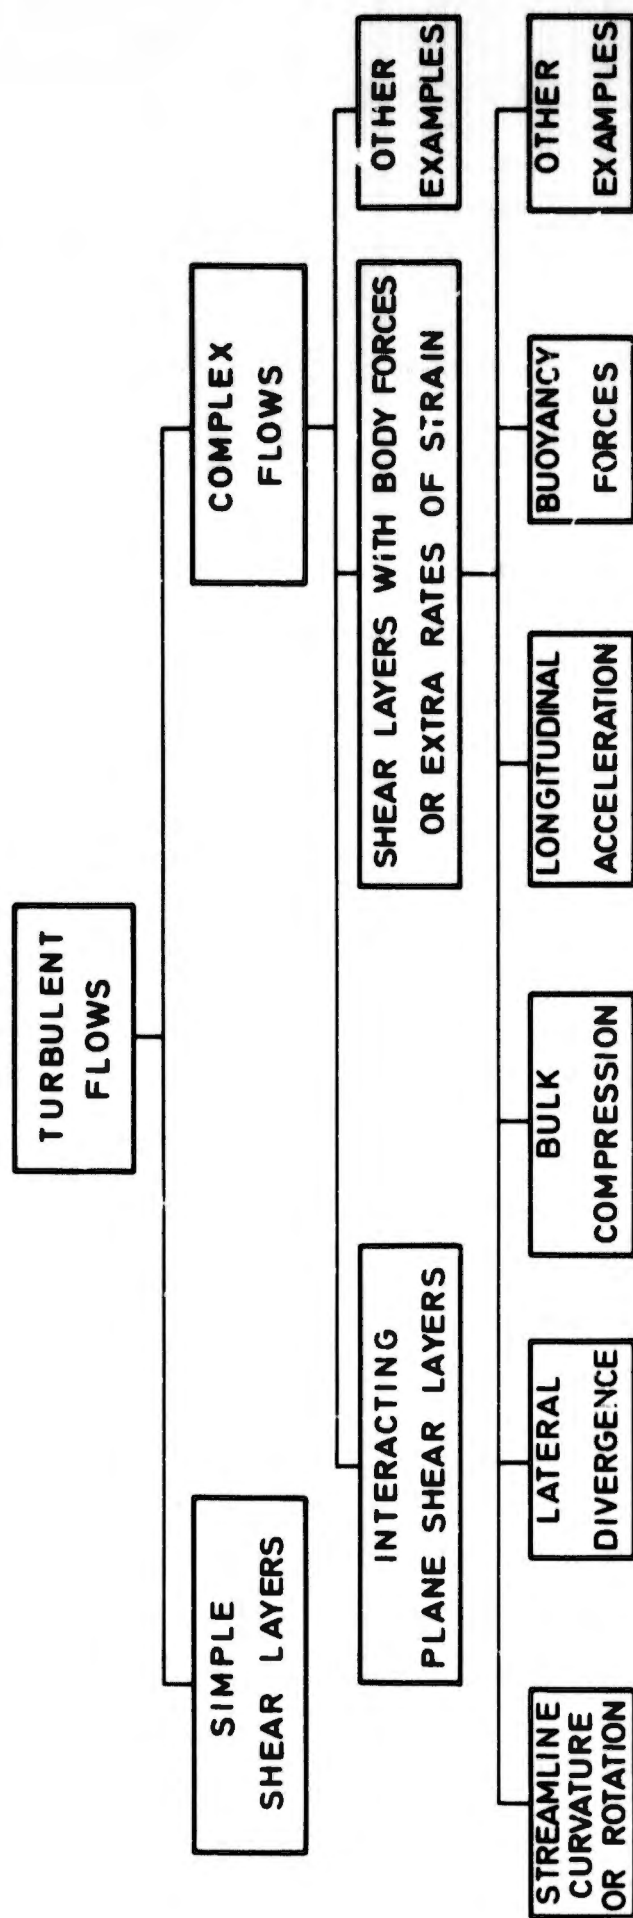 TURBULENT
FLOWS
SIMPLE
SHEAR LAYERS
COMPLEX
FLOWS
INTERACTING
PLANE SHEAR LAYERS
SHEAR LAYERS WITH BODY FORCES
OR EXTRA RATES OF STRAIN
OTHER
EXAMPLES
STREAMLINE
CURVATURE
OR ROTATION
LATERAL
DIVERGENCE
BULK
COMPRESSION
LONGITUDINAL
ACCELERATION
BUOYANCY
FORCES
OTHER
EXAMPLES